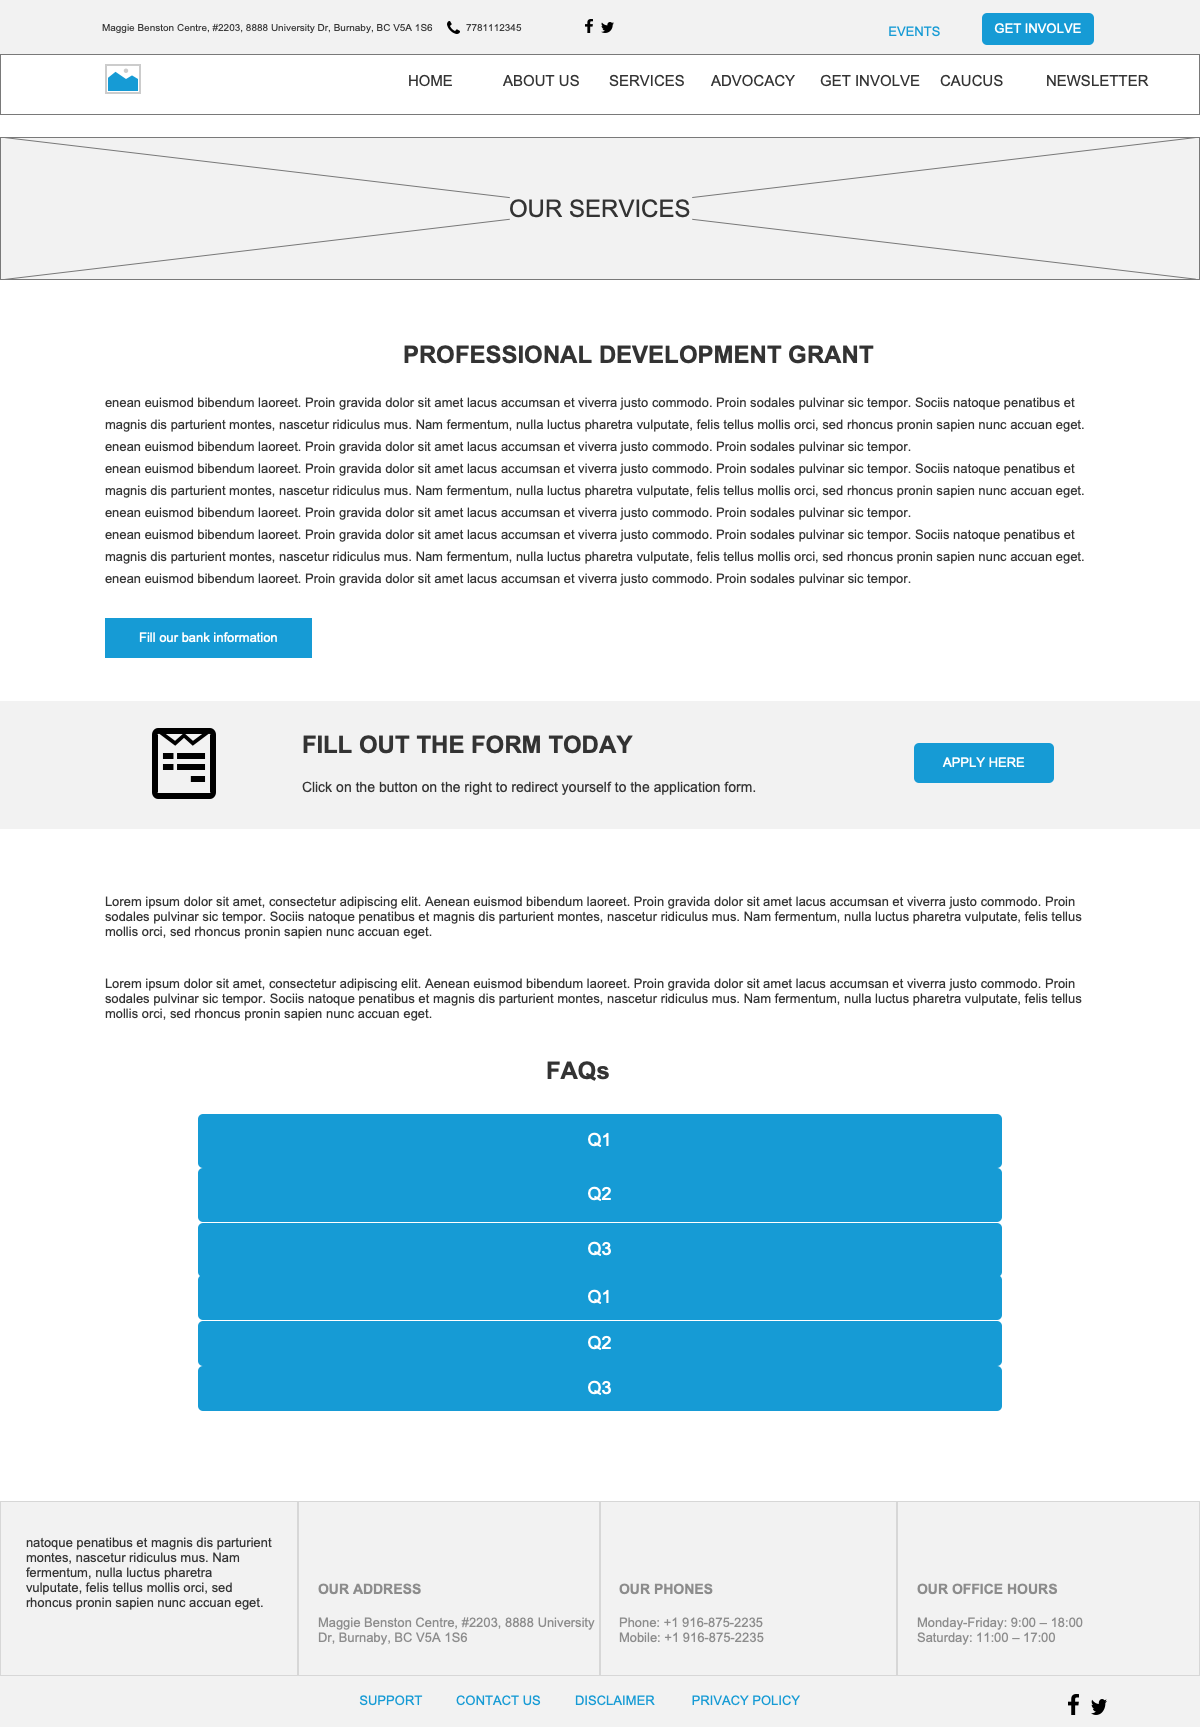 Maggie Benston Centre, #2203, 8888 University Dr, Burnaby, BC V5A 1S6
7781112345
EVENTS
GET INVOLVE
HOME
ABOUT US
SERVICES
ADVOCACY
GET INVOLVE
CAUCUS
NEWSLETTER
OUR SERVICES
PROFESSIONAL DEVELOPMENT GRANT
enean euismod bibendum laoreet. Proin gravida dolor sit amet lacus accumsan et viverra justo commodo. Proin sodales pulvinar sic tempor. Sociis natoque penatibus et
magnis dis parturient montes, nascetur ridiculus mus. Nam fermentum, nulla luctus pharetra vulputate, felis tellus mollis orci, sed rhoncus pronin sapien nunc accuan eget.
enean euismod bibendum laoreet. Proin gravida dolor sit amet lacus accumsan et viverra justo commodo. Proin sodales pulvinar sic tempor.
enean euismod bibendum laoreet. Proin gravida dolor sit amet lacus accumsan et viverra justo commodo. Proin sodales pulvinar sic tempor. Sociis natoque penatibus et
magnis dis parturient montes, nascetur ridiculus mus. Nam fermentum, nulla luctus pharetra vulputate, felis tellus mollis orci, sed rhoncus pronin sapien nunc accuan eget.
enean euismod bibendum laoreet. Proin gravida dolor sit amet lacus accumsan et viverra justo commodo. Proin sodales pulvinar sic tempor.
enean euismod bibendum laoreet. Proin gravida dolor sit amet lacus accumsan et viverra justo commodo. Proin sodales pulvinar sic tempor. Sociis natoque penatibus et
magnis dis parturient montes, nascetur ridiculus mus. Nam fermentum, nulla luctus pharetra vulputate, felis tellus mollis orci, sed rhoncus pronin sapien nunc accuan eget.
enean euismod bibendum laoreet. Proin gravida dolor sit amet lacus accumsan et viverra justo commodo. Proin sodales pulvinar sic tempor.
Fill our bank information
FILL OUT THE FORM TODAY
Click on the button on the right to redirect yourself to the application form.
APPLY HERE
Lorem ipsum dolor sit amet, consectetur adipiscing elit. Aenean euismod bibendum laoreet. Proin gravida dolor sit amet lacus accumsan et viverra justo commodo. Proin
sodales pulvinar sic tempor. Sociis natoque penatibus et magnis dis parturient montes, nascetur ridiculus mus. Nam fermentum, nulla luctus pharetra vulputate, felis tellus
mollis orci, sed rhoncus pronin sapien nunc accuan eget.
Lorem ipsum dolor sit amet, consectetur adipiscing elit. Aenean euismod bibendum laoreet. Proin gravida dolor sit amet lacus accumsan et viverra justo commodo. Proin
sodales pulvinar sic tempor. Sociis natoque penatibus et magnis dis parturient montes, nascetur ridiculus mus. Nam fermentum, nulla luctus pharetra vulputate, felis tellus
mollis orci, sed rhoncus pronin sapien nunc accuan eget.
FAQs
Q1
Q2
Q3
Q1
Q2
Q3
natoque penatibus et magnis dis parturient
montes, nascetur ridiculus mus. Nam
fermentum, nulla luctus pharetra
vulputate, felis tellus mollis orci, sed
rhoncus pronin sapien nunc accuan eget.
OUR ADDRESS
Maggie Benston Centre, #2203, 8888 University
Dr, Burnaby, BC V5A 1S6
OUR PHONES
Phone: +1 916-875-2235
Mobile: +1 916-875-2235
OUR OFFICE HOURS
Monday-Friday: 9:00 – 18:00
Saturday: 11:00 – 17:00
SUPPORT
CONTACT US
DISCLAIMER
PRIVACY POLICY